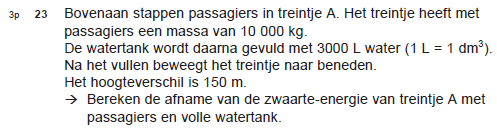 3p 23 Bovenaan stappen passagiers in treintje A. Het treintje heeft met
passagiers een massa van 10 000 kg.
De watertank wordt daarna gevuld met 3000 L water (1 L = 1 dm³).
Na het vullen beweegt het treintje naar beneden.
Het hoogteverschil is 150 m.
→ Bereken de afname van de zwaarte-energie van treintje A met
passagiers en volle watertank.